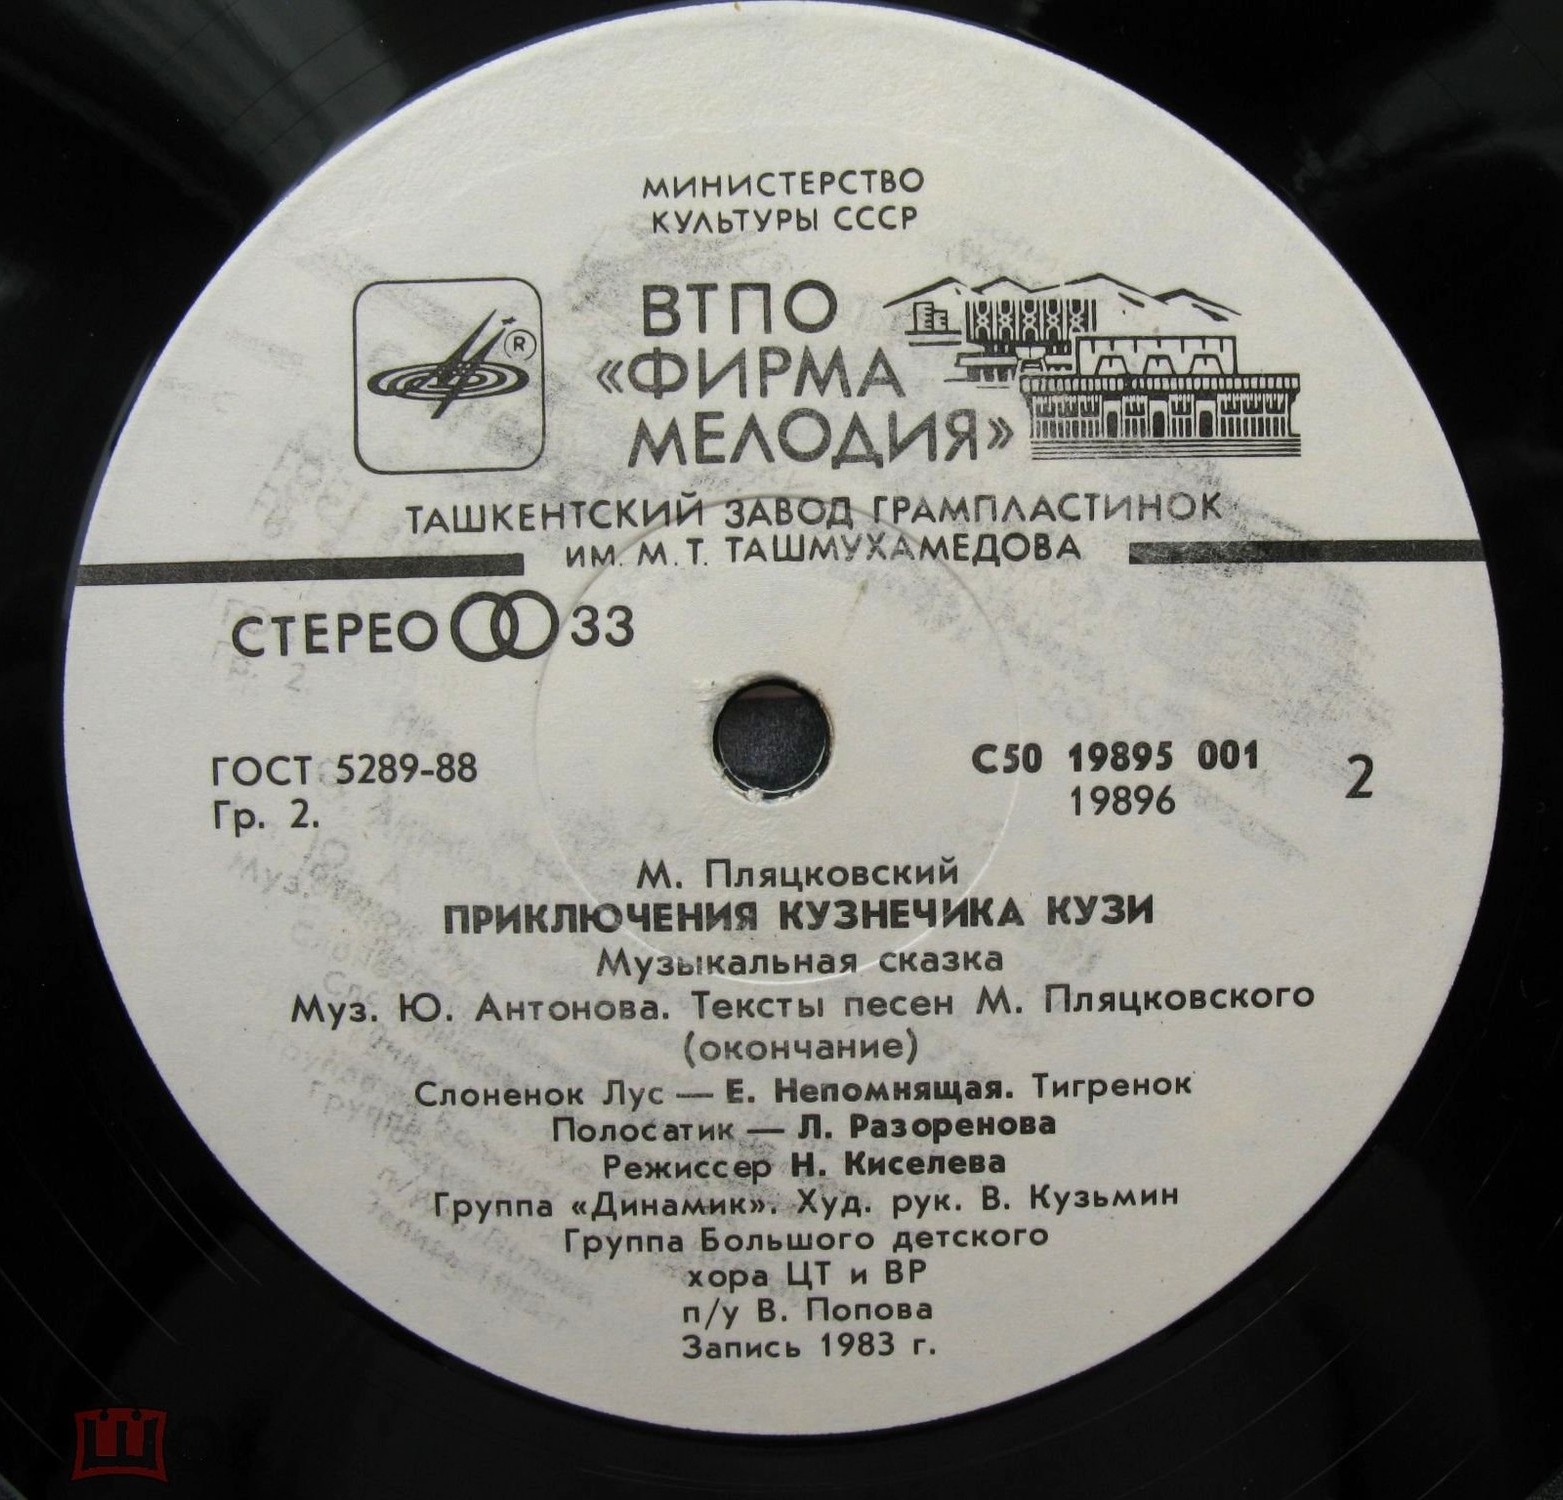 МИНИСТЕРСТВО
КУЛЬТУРЫ СССР
ВТПО
«ФИРМА
МЕЛОДИЯ»
R
ТАШКЕНТСКИЙ ЗАВОД ГРАМПЛАСТИНОК
ИМ. М. Т. ТАШМУХАМЕДОВА
СТЕРЕО 33
ГОСТ 5289-88
Гр. 2.
С50 19895 001
19896
2
М. Пляцковский
ПРИКЛЮЧЕНИЯ КУЗНЕЧИКА КУЗИ
Музыкальная сказка
Муз. Ю. Антонова. Тексты песен М. Пляцковского
(окончание)
Слоненок Лус — Е. Непомнящая. Тигренок
Полосатик — Л. Разоренова
Режиссер Н. Киселева
Группа «Динамик». Худ. рук. В. Кузьмин
Группа Большого детского
хора ЦТ и ВР
п/у В. Попова
Запись 1983 г.